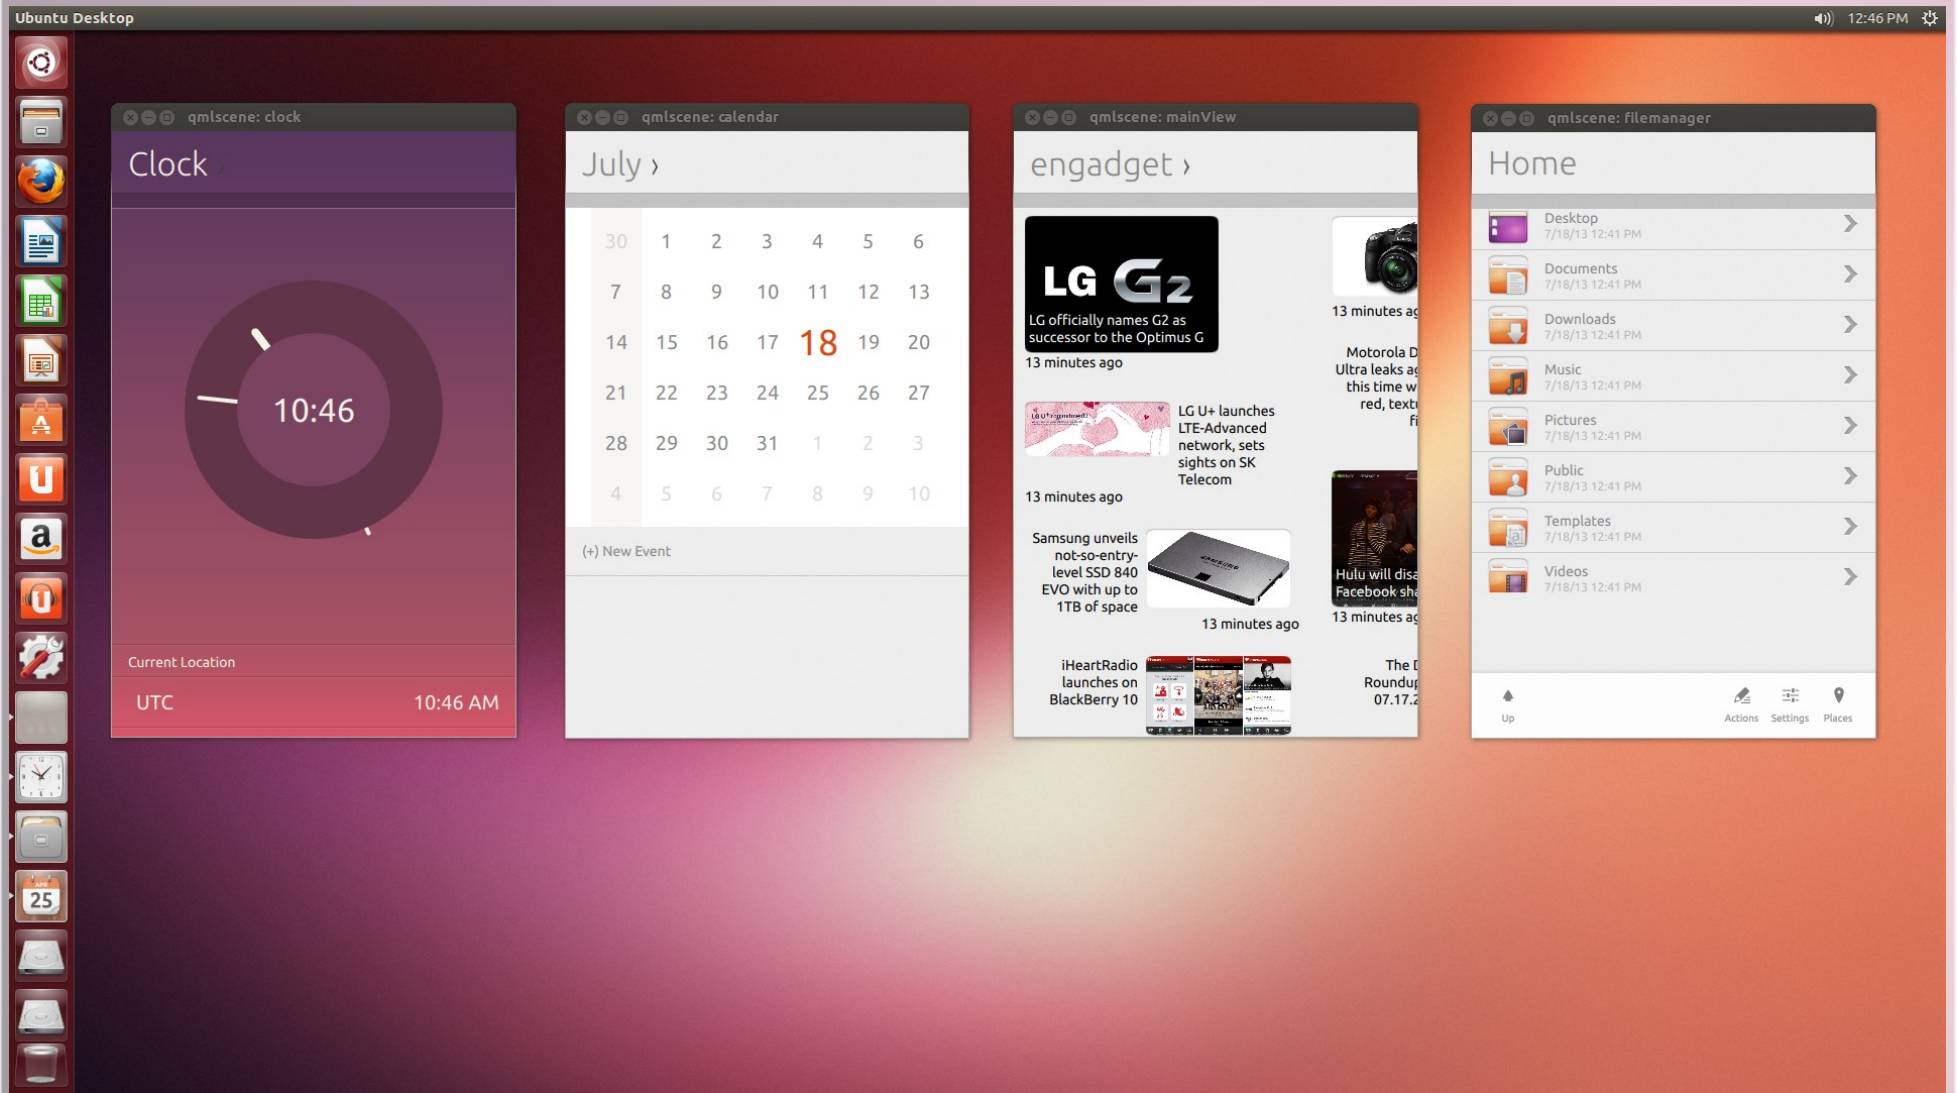 Ubuntu Desktop
12:46 PM
qmlscene: clock
Clock ›
10:46
Current Location
UTC
10:46 AM
qmlscene: calendar
July ›
30 1 2 3 4 5 6
7 8 9 10 11 12 13
14 15 16 17 18 19 20
21 22 23 24 25 26 27
28 29 30 31 1 2 3
4 5 6 7 8 9 10
(+) New Event
qmlscene: mainView
engadget ›
LG G2
LG officially names G2 as
successor to the Optimus G
13 minutes ago
LG U+ launches
LTE-Advanced
network, sets
sights on SK
Telecom
13 minutes ago
Samsung unveils
not-so-entry-
level SSD 840
EVO with up to
1TB of space
SAMSUNG
13 minutes ago
iHeartRadio
launches on
BlackBerry 10
13 minutes ag
Motorola D
Ultra leaks ag
this time w
red, textu
fi
Hulu will disa
Facebook sha
13 minutes ag
The D
Roundup
07.17.2
qmlscene: filemanager
Home
Desktop
7/18/13 12:41 PM
Documents
7/18/13 12:41 PM
Downloads
7/18/13 12:41 PM
Music
7/18/13 12:41 PM
Pictures
7/18/13 12:41 PM
Public
7/18/13 12:41 PM
Templates
7/18/13 12:41 PM
Videos
7/18/13 12:41 PM
Up
Actions
Settings
Places
APR
25